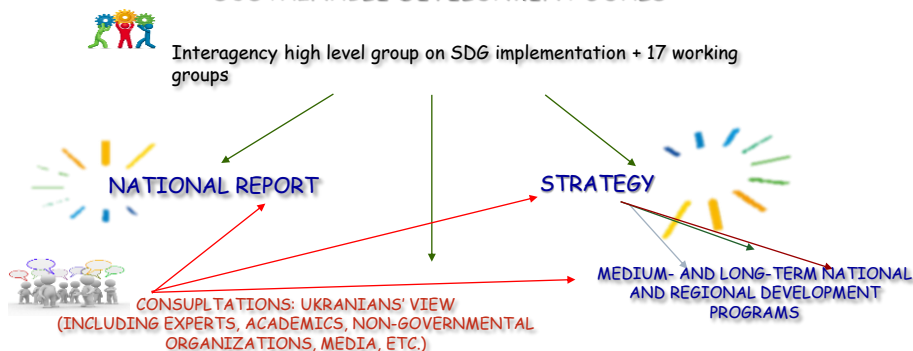 Interagency high level group on SDG implementation + 17 working
groups
NATIONAL REPORT
STRATEGY
MEDIUM- AND LONG-TERM NATIONAL
AND REGIONAL DEVELOPMENT
PROGRAMS
CONSUPLTATIONS: UKRANIANS' VIEW
(INCLUDING EXPERTS, ACADEMICS, NON-GOVERNMENTAL
ORGANIZATIONS, MEDIA, ETC.)